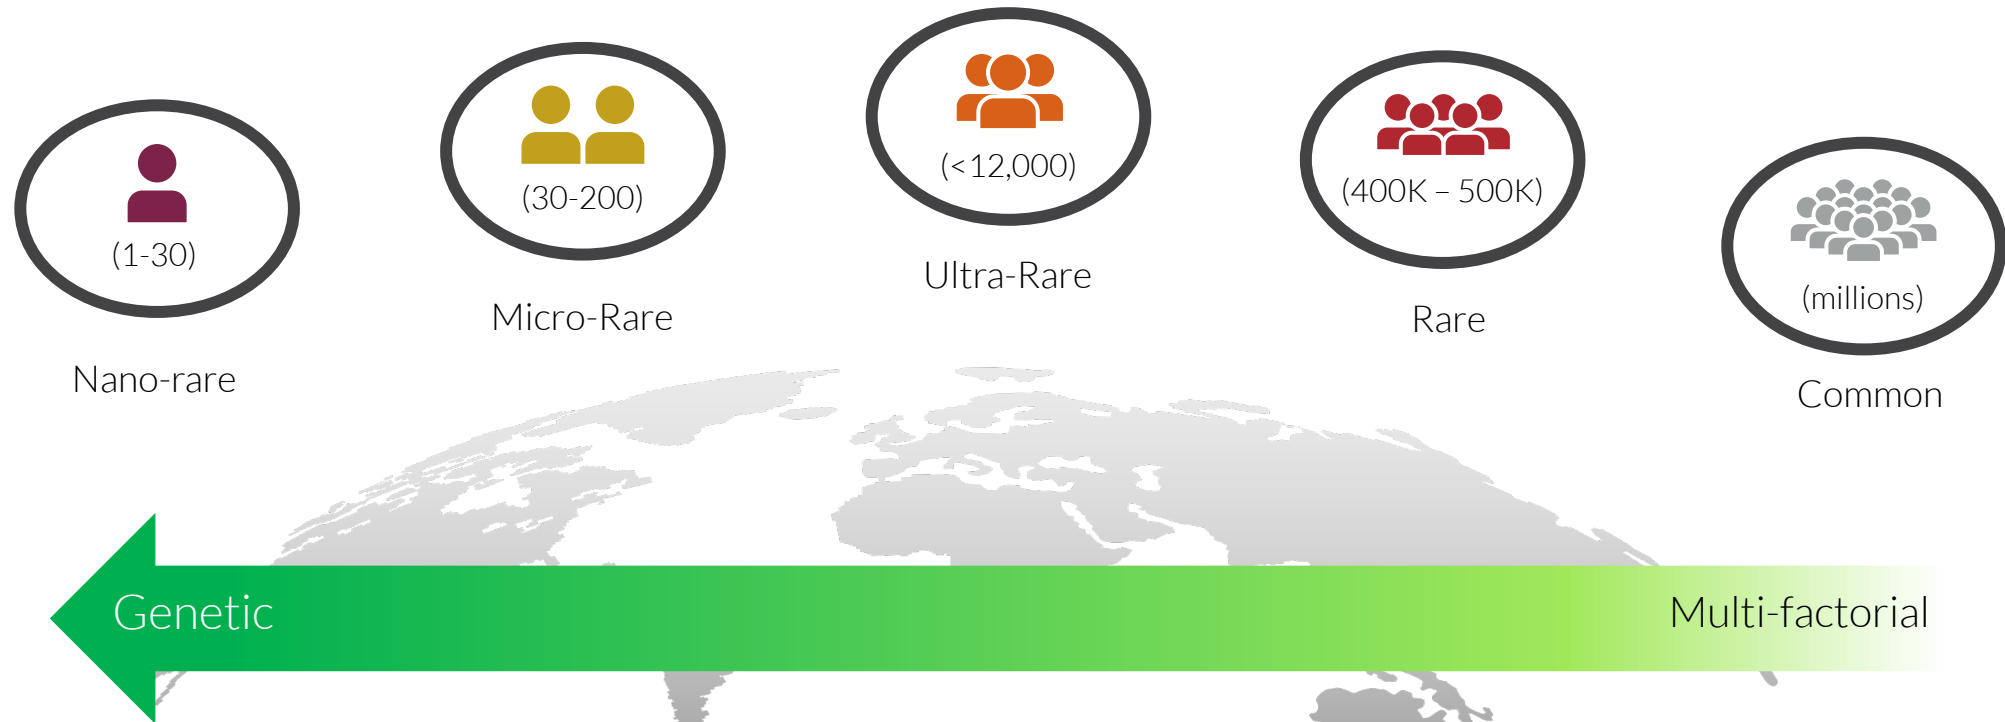 (1-30)
Nano-rare
(30-200)
Micro-Rare
(<12,000)
Ultra-Rare
(400K – 500K)
Rare
(millions)
Common
Genetic
Multi-factorial